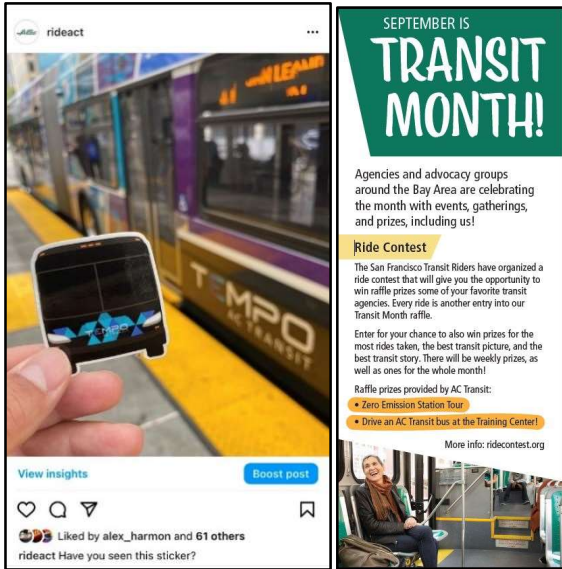 rideact
TEMPO
AC TRANSIT
TEMPO
View insights
Boost post
Liked by alex_harmon and 61 others
rideact Have you seen this sticker?
SEPTEMBER IS
TRANSIT
MONTH!
Agencies and advocacy groups
around the Bay Area are celebrating
the month with events, gatherings,
and prizes, including us!
Ride Contest
The San Francisco Transit Riders have organized a
ride contest that will give you the opportunity to
win raffle prizes some of your favorite transit
agencies. Every ride is another entry into our
Transit Month raffle.
Enter for your chance to also win prizes for the
most rides taken, the best transit picture, and the
best transit story. There will be weekly prizes, as
well as ones for the whole month!
Raffle prizes provided by AC Transit:
• Zero Emission Station Tour
• Drive an AC Transit bus at the Training Center!
More info: ridecontest.org